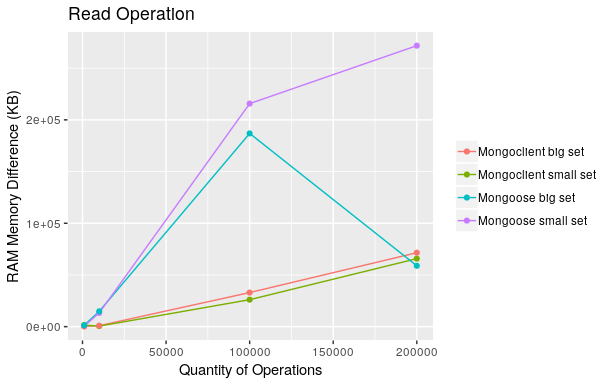 Read Operation
RAM Memory Difference (KB)
2e+05
1e+05
0e+00
0
50000
100000
150000
200000
Quantity of Operations
Mongoclient big set
Mongoclient small set
Mongoose big set
Mongoose small set